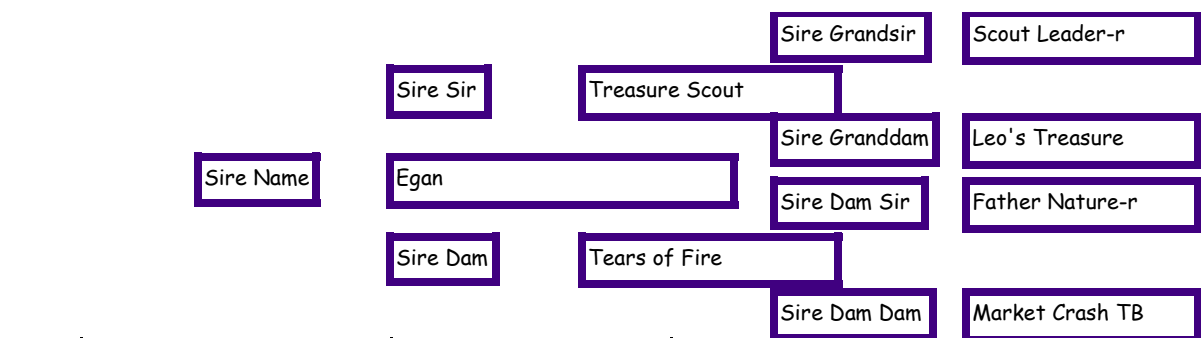 Sire Grandsir Scout Leader-r
Sire Sir Treasure Scout
Sire Granddam Leo's Treasure
Sire Name Egan
Sire Dam Sir Father Nature-r
Sire Dam Tears of Fire
Sire Dam Dam Market Crash TB